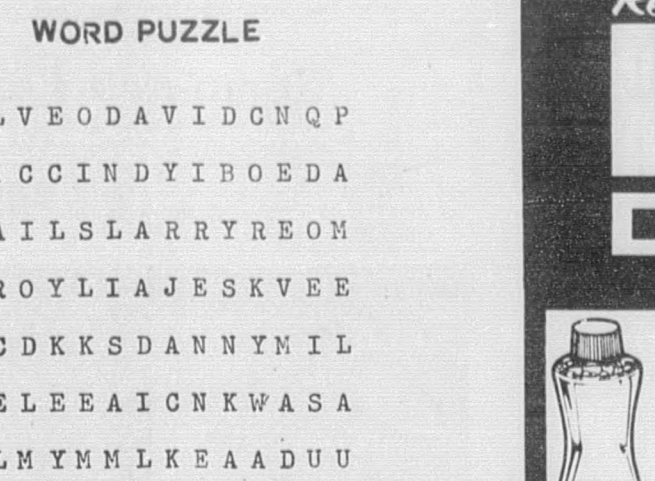 WORD PUZZLE
L V E O D A V I D C N Q P
C C I N D Y I B O E D A
A I L S L A R R Y R E O M
R O Y L I A J E S K V E E
C D K K S D A N N Y M I L
E L E E A I C N K W A S A
L M Y M M L K E A A D U U